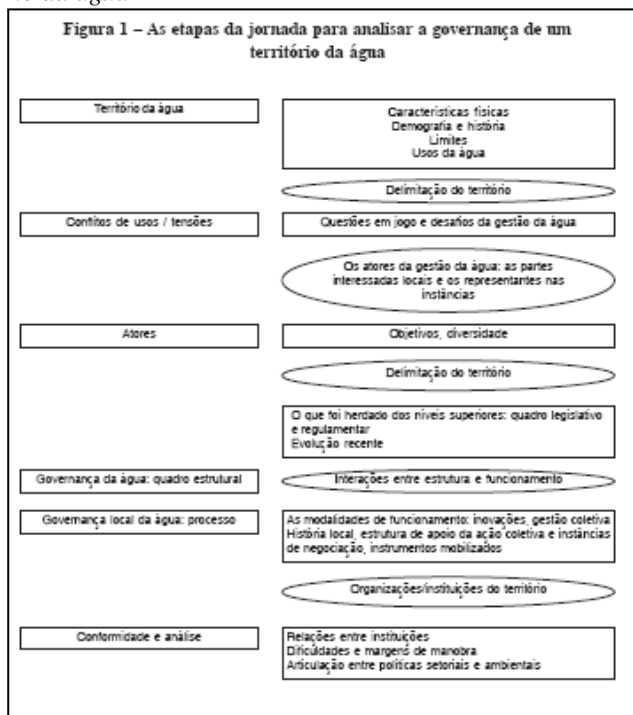 Figura 1 – As etapas da jornada para analisar a governança de um
território da água
Território da água
Características físicas
Demografia e história
Limites
Usos da água
Delimitação do território
Conflitos de usos / tensões
Questões em jogo e desafios da gestão da água
Os atores da gestão da água: as partes
interessadas locais e os representantes nas
instâncias
Atores
Objetivos, diversidade
Delimitação do território
O que foi herdado dos níveis superiores: quadro legislativo
e regulamentar
Evolução recente
Governança da água: quadro estrutural
Interações entre estrutura e funcionamento
Governança local da água: processo
As modalidades de funcionamento: inovações, gestão coletiva
História local, estrutura de apoio da ação coletiva e instâncias
de negociação, instrumentos mobilizados
Organizações/instituições do território
Conformidade e análise
Relações entre instituições
Dificuldades e margens de manobra
Articulação entre políticas setoriais e ambientais